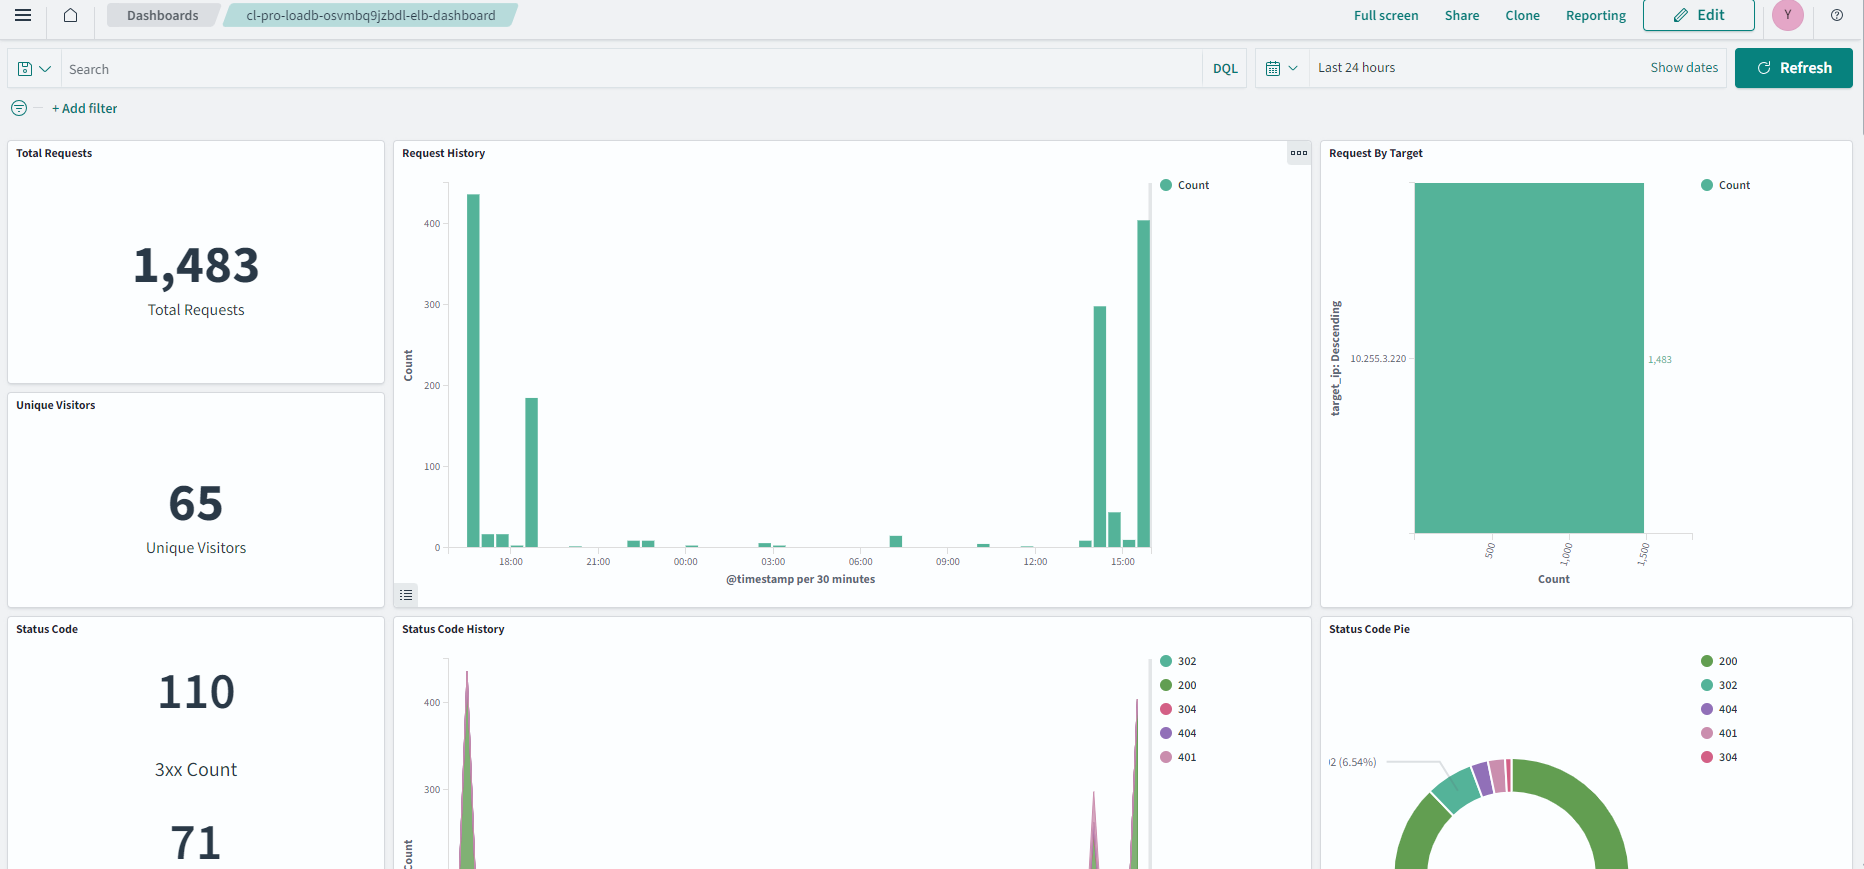 Dashboards
cl-pro-loadb-osvmbq9jzbdl-elb-dashboard
Full screen
Share
Clone
Reporting
Edit
Y
Search
DQL
Last 24 hours
Show dates
Refresh
+ Add filter
Total Requests
1,483
Total Requests
Unique Visitors
65
Unique Visitors
Status Code
110
3xx Count
71
Request History
Count
400
300
200
100
0
Count
18:00
21:00
00:00
03:00
06:00
09:00
12:00
15:00
@timestamp per 30 minutes
Request By Target
Count
target_ip: Descending
10.255.3.220
1,483
500
1,000
1,500
Count
Status Code History
302
200
304
404
401
400
300
Count
Status Code Pie
200
302
404
401
304
02 (6.54%)